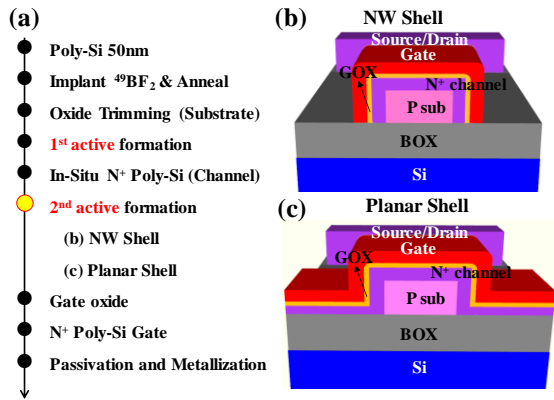 (a)
Poly-Si 50nm
Implant ⁴⁹BF₂ & Anneal
Oxide Trimming (Substrate)
1ˢᵗ active formation
In-Situ N⁺ Poly-Si (Channel)
2ⁿᵈ active formation
(b) NW Shell
(c) Planar Shell
Gate oxide
N⁺ Poly-Si Gate
Passivation and Metallization
(b) NW Shell
Source/Drain
Gate
GOX
N⁺ channel
P sub
BOX
Si
(c) Planar Shell
Source/Drain
Gate
GOX
N⁺ channel
P sub
BOX
Si